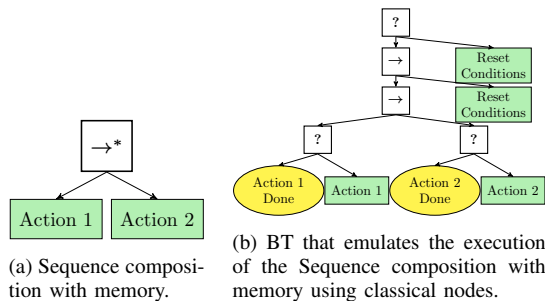 →*
Action 1
Action 2
(a) Sequence composi-
tion with memory.
?
→
Reset
Conditions
→
Reset
Conditions
?
?
Action 1
Done
Action 1
Action 2
Done
Action 2
(b) BT that emulates the execution
of the Sequence composition with
memory using classical nodes.